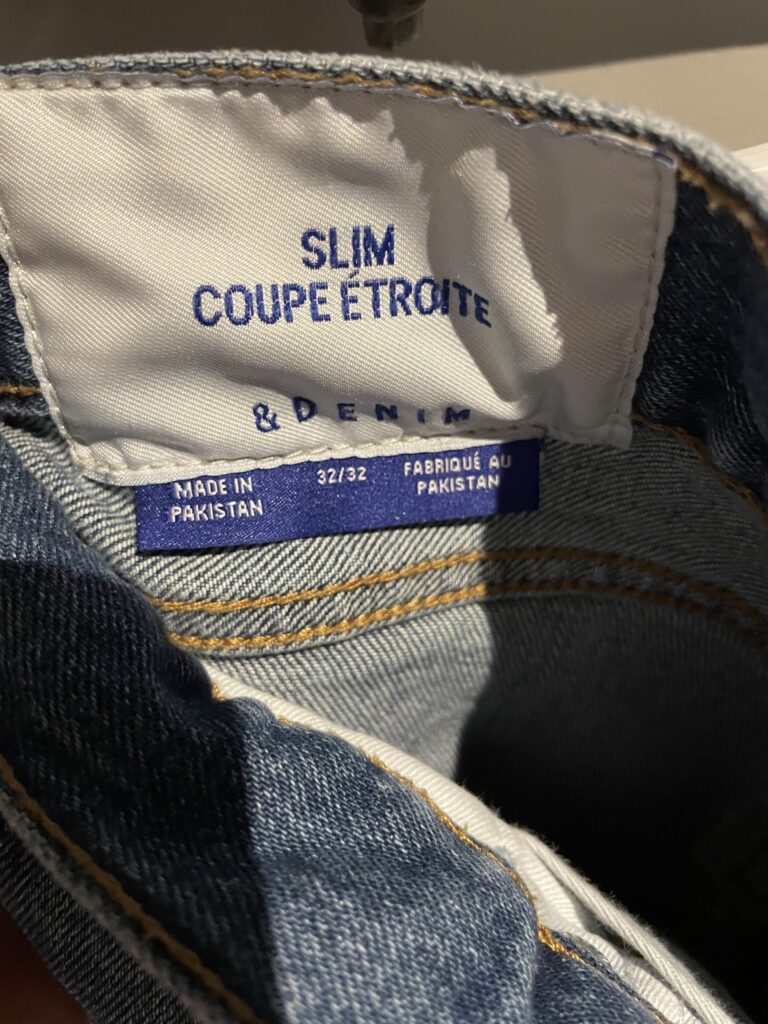 SLIM
COUPE ÉTROITE
& DENIM
MADE IN
PAKISTAN
32/32
FABRIQUÉ AU
PAKISTAN